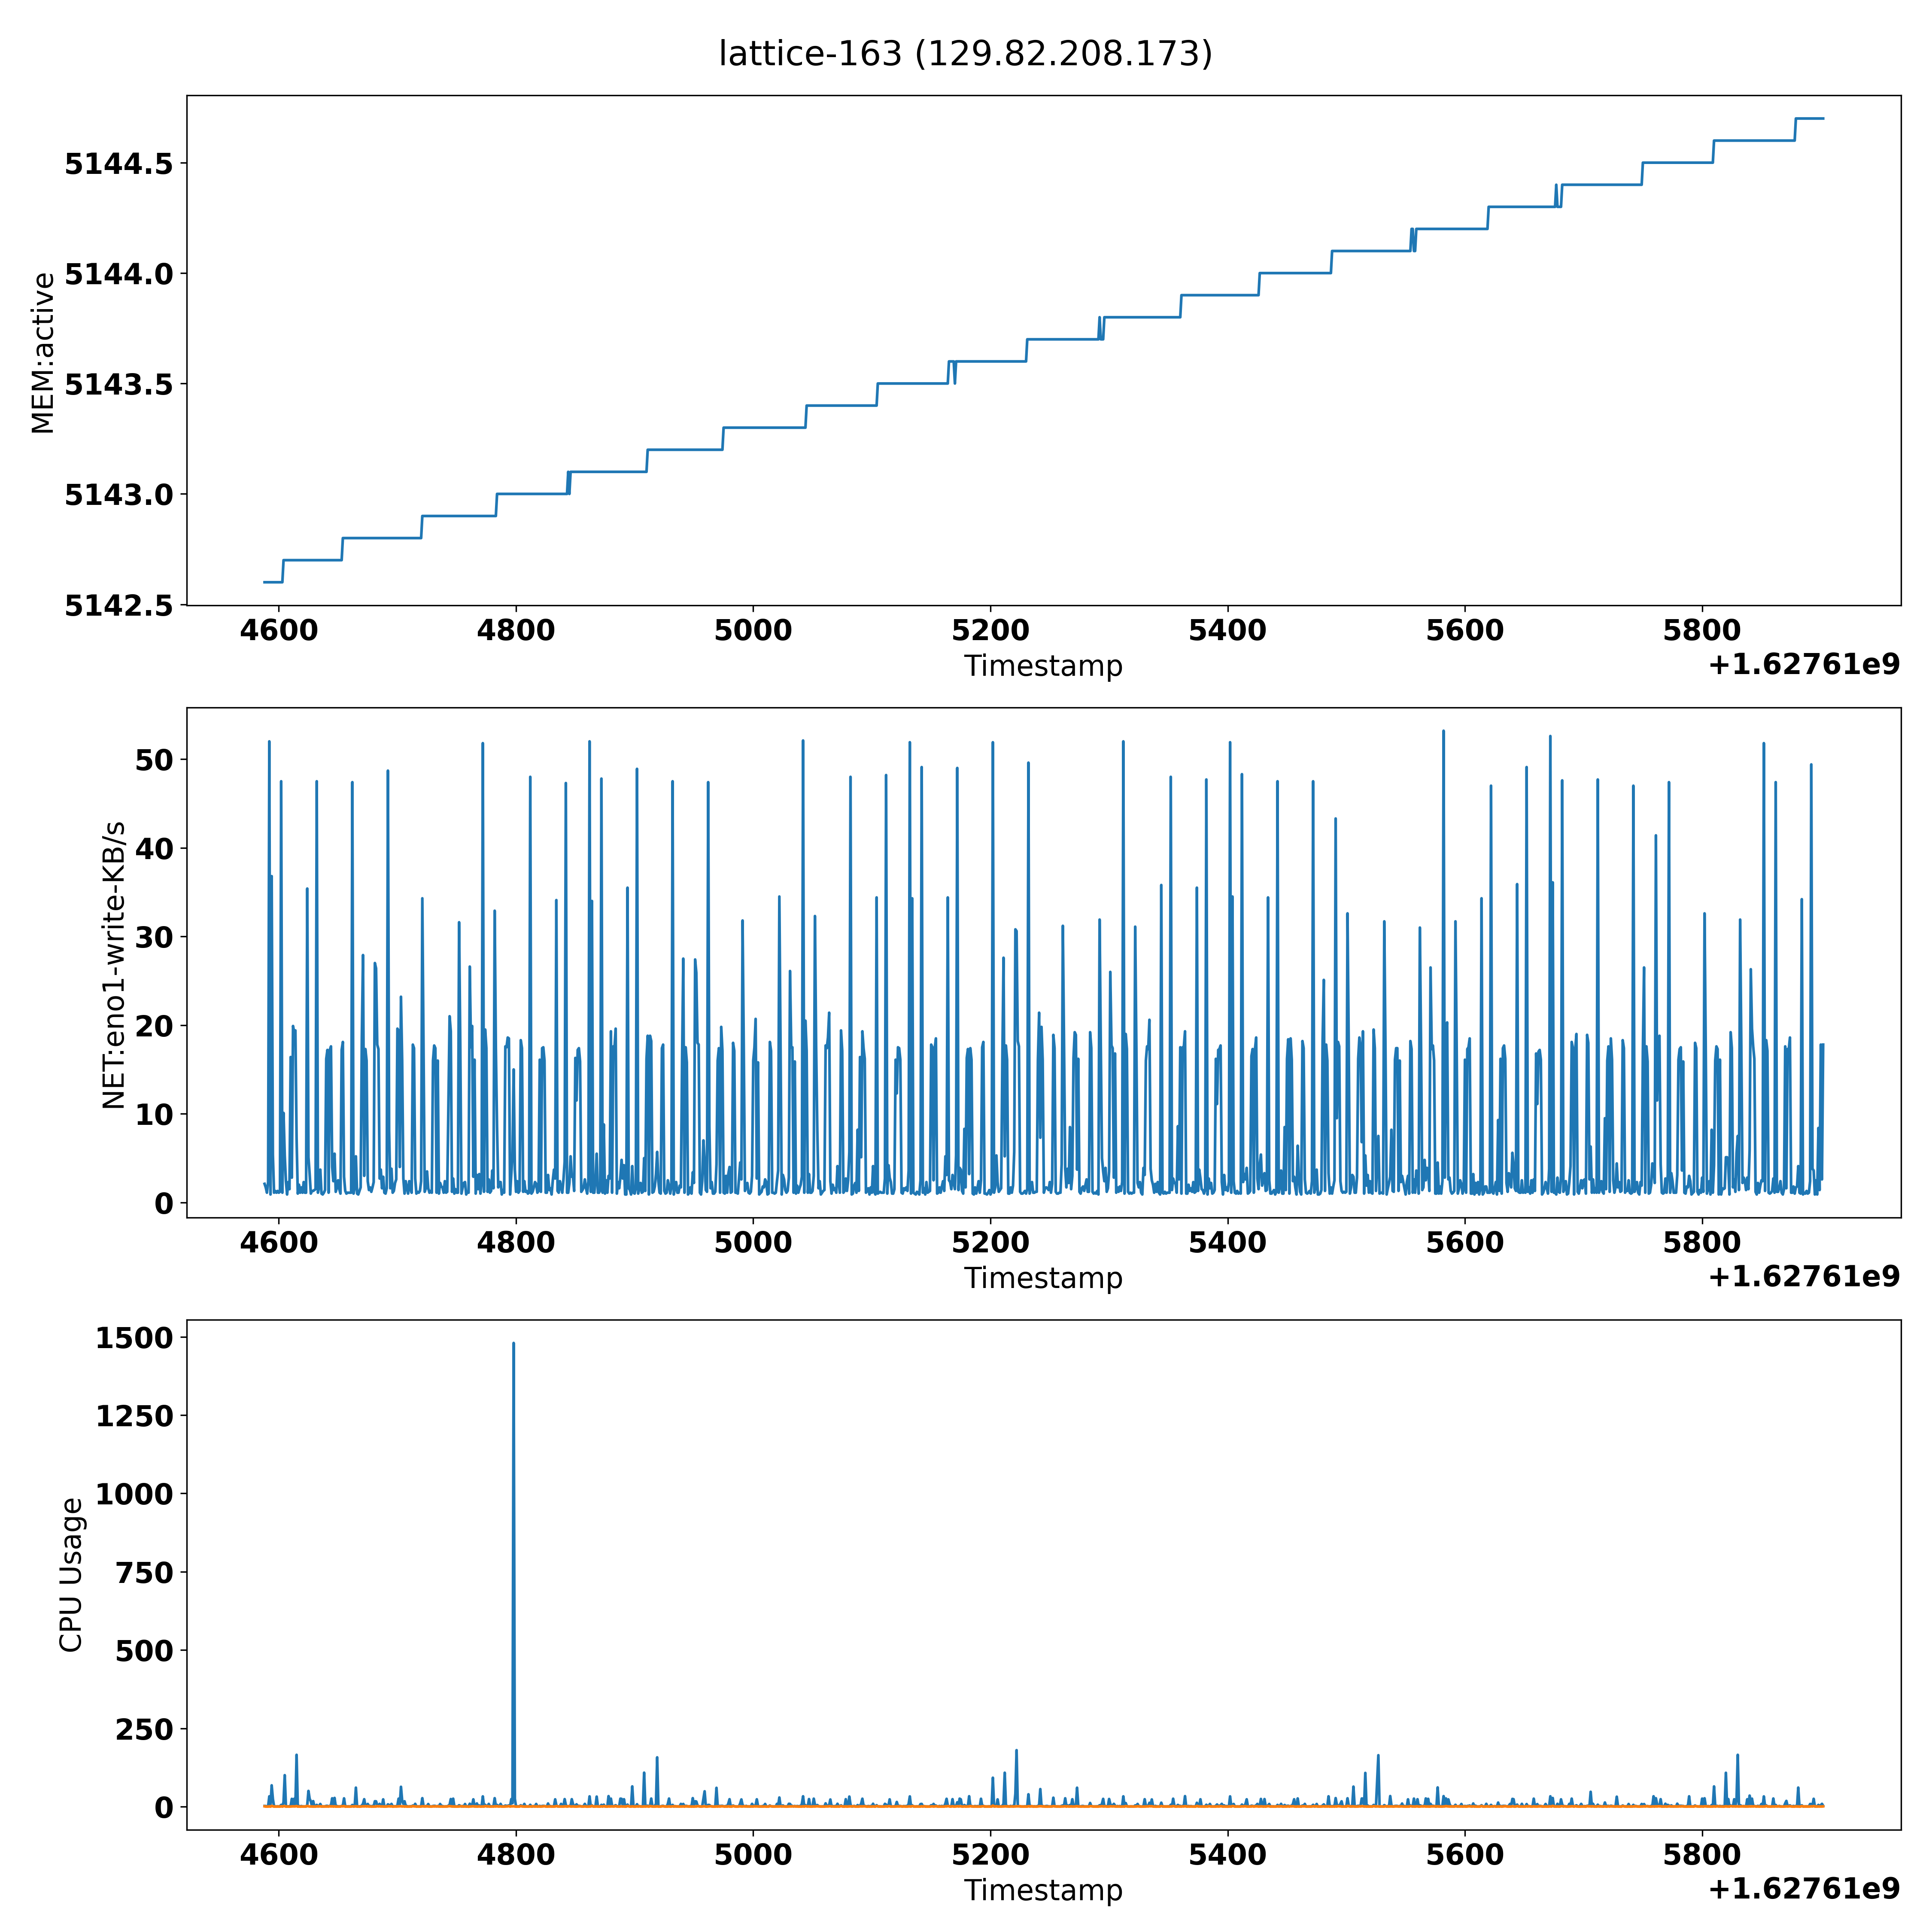 lattice-163 (129.82.208.173)
MEM:active
5144.5
5144.0
5143.5
5143.0
5142.5
4600 4800 5000 5200 5400 5600 5800
Timestamp
+1.62761e9
NET:eno1-write-KB/s
50
40
30
20
10
0
4600 4800 5000 5200 5400 5600 5800
Timestamp
+1.62761e9
CPU Usage
1500
1250
1000
750
500
250
0
4600 4800 5000 5200 5400 5600 5800
Timestamp
+1.62761e9